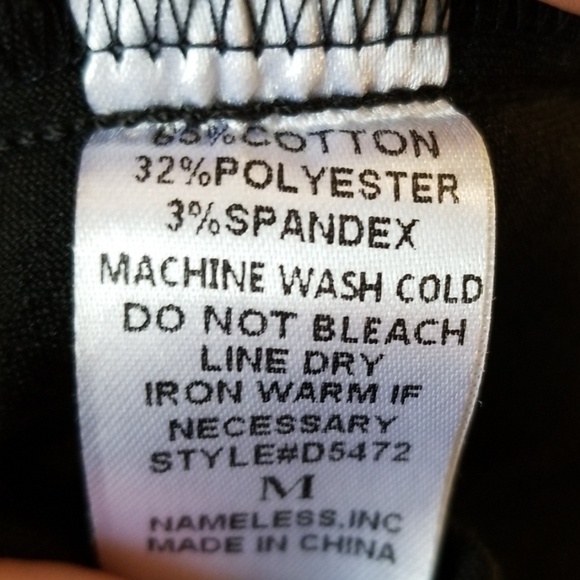 65%COTTON
32%POLYESTER
3%SPANDEX
MACHINE WASH COLD
DO NOT BLEACH
LINE DRY
IRON WARM IF
NECESSARY
STYLE#D5472
M
NAMELESS,INC
MADE IN CHINA